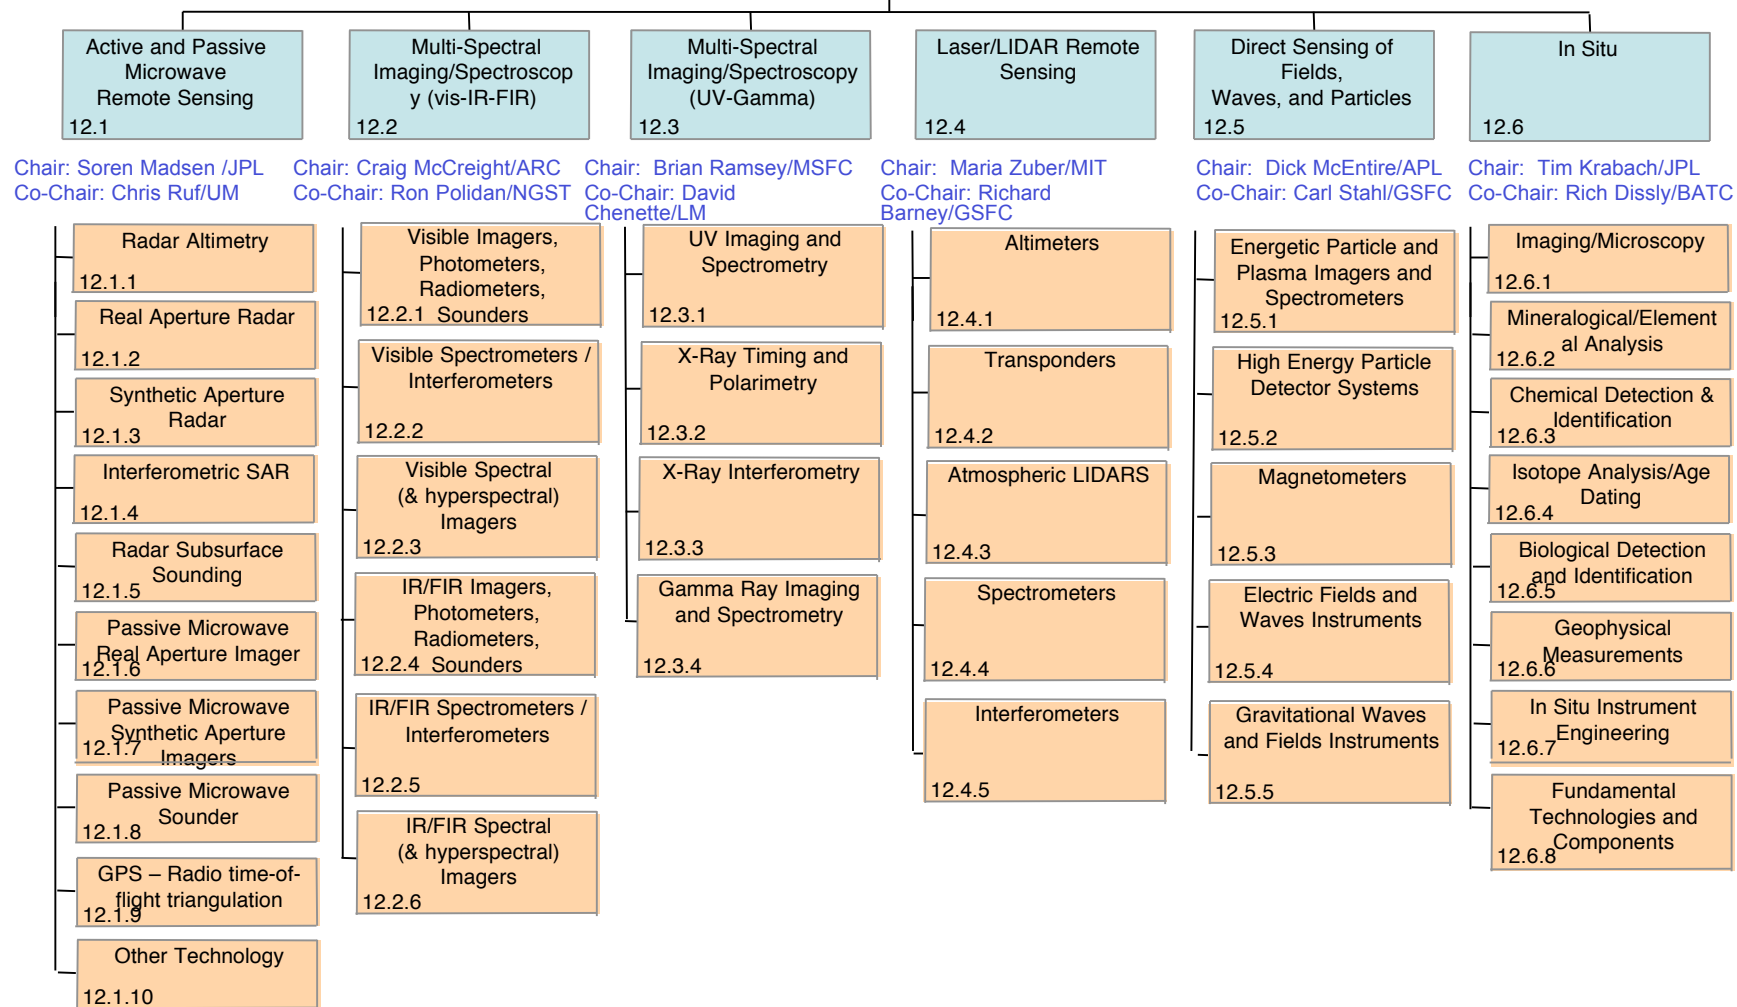 Active and Passive
Microwave
Remote Sensing
12.1
Chair: Soren Madsen /JPL
Co-Chair: Chris Ruf/UM
Radar Altimetry
12.1.1
Real Aperture Radar
12.1.2
Synthetic Aperture
Radar
12.1.3
Interferometric SAR
12.1.4
Radar Subsurface
Sounding
12.1.5
Passive Microwave
Real Aperture Imager
12.1.6
Passive Microwave
Synthetic Aperture
Imagers
12.1.7
Passive Microwave
Sounder
12.1.8
GPS – Radio time-of-
flight triangulation
12.1.9
Other Technology
12.1.10
Multi-Spectral
Imaging/Spectroscop
y (vis-IR-FIR)
12.2
Chair: Craig McCreight/ARC
Co-Chair: Ron Polidan/NGST
Visible Imagers,
Photometers,
Radiometers,
Sounders
12.2.1
Visible Spectrometers /
Interferometers
12.2.2
Visible Spectral
(& hyperspectral)
Imagers
12.2.3
IR/FIR Imagers,
Photometers,
Radiometers,
Sounders
12.2.4
IR/FIR Spectrometers /
Interferometers
12.2.5
IR/FIR Spectral
(& hyperspectral)
Imagers
12.2.6
Multi-Spectral
Imaging/Spectroscopy
(UV-Gamma)
12.3
Chair: Brian Ramsey/MSFC
Co-Chair: David
Chenette/LM
UV Imaging and
Spectrometry
12.3.1
X-Ray Timing and
Polarimetry
12.3.2
X-Ray Interferometry
12.3.3
Gamma Ray Imaging
and Spectrometry
12.3.4
Laser/LIDAR Remote
Sensing
12.4
Chair: Maria Zuber/MIT
Co-Chair: Richard
Barney/GSFC
Altimeters
12.4.1
Transponders
12.4.2
Atmospheric LIDARS
12.4.3
Spectrometers
12.4.4
Interferometers
12.4.5
Direct Sensing of
Fields,
Waves, and Particles
12.5
Chair: Dick McEntire/APL
Co-Chair: Carl Stahl/GSFC
Energetic Particle and
Plasma Imagers and
Spectrometers
12.5.1
High Energy Particle
Detector Systems
12.5.2
Magnetometers
12.5.3
Electric Fields and
Waves Instruments
12.5.4
Gravitational Waves
and Fields Instruments
12.5.5
In Situ
12.6
Chair: Tim Krabach/JPL
Co-Chair: Rich Dissly/BATC
Imaging/Microscopy
12.6.1
Mineralogical/Element
al Analysis
12.6.2
Chemical Detection &
Identification
12.6.3
Isotope Analysis/Age
Dating
12.6.4
Biological Detection
and Identification
12.6.5
Geophysical
Measurements
12.6.6
In Situ Instrument
Engineering
12.6.7
Fundamental
Technologies and
Components
12.6.8